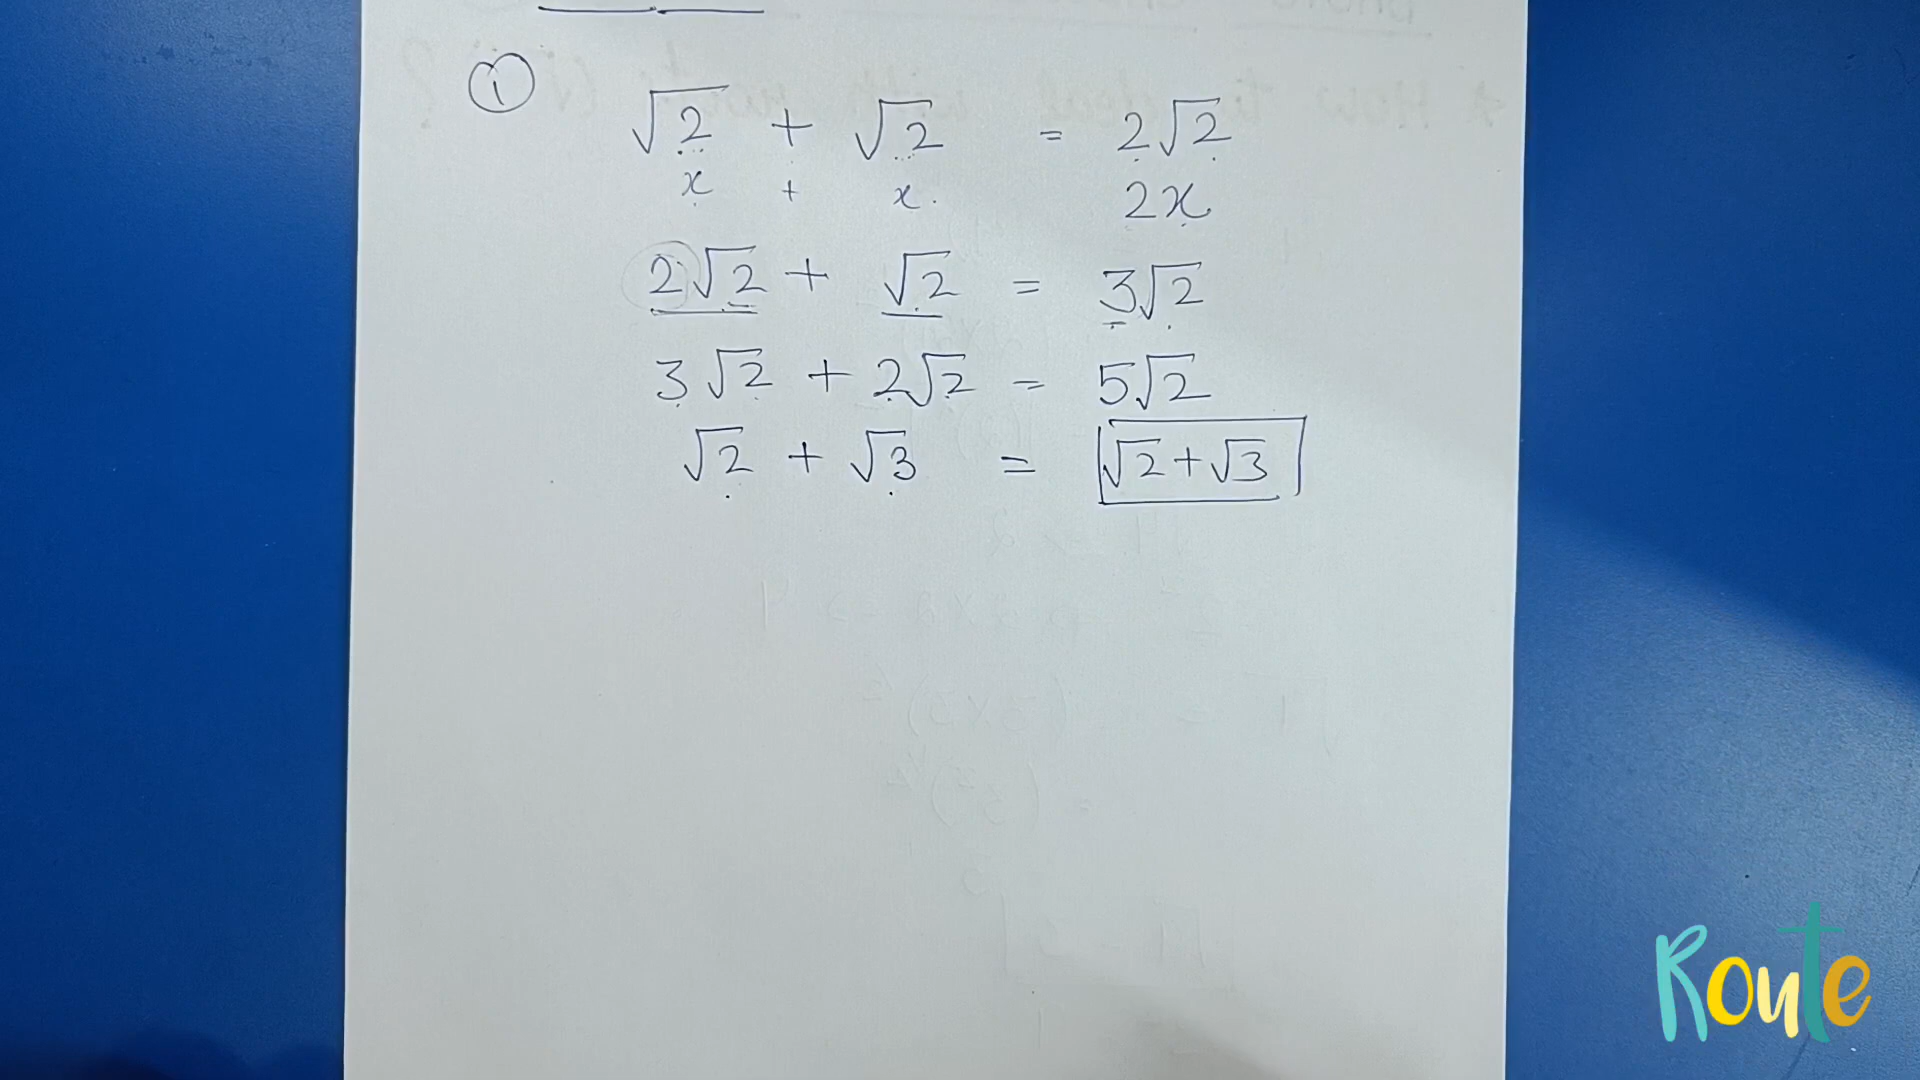 1
√2 + √2 = 2√2
x + x 2x
2√2 + √2 = 3√2
3√2 + 2√2 = 5√2
√2 + √3 = √2+√3
Route